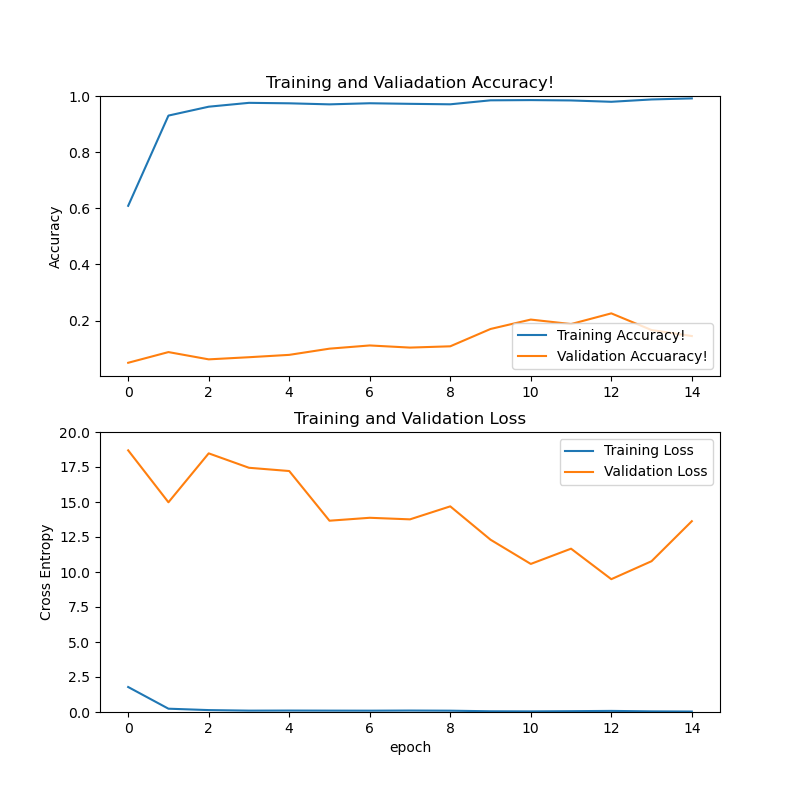 Training and Valiadation Accuracy!
1.0
0.8
0.6
0.4
0.2
Accuracy
Training Accuracy!
Validation Accuaracy!
0 2 4 6 8 10 12 14
Training and Validation Loss
20.0
17.5
15.0
12.5
10.0
7.5
5.0
2.5
0.0
Cross Entropy
Training Loss
Validation Loss
0 2 4 6 8 10 12 14
epoch